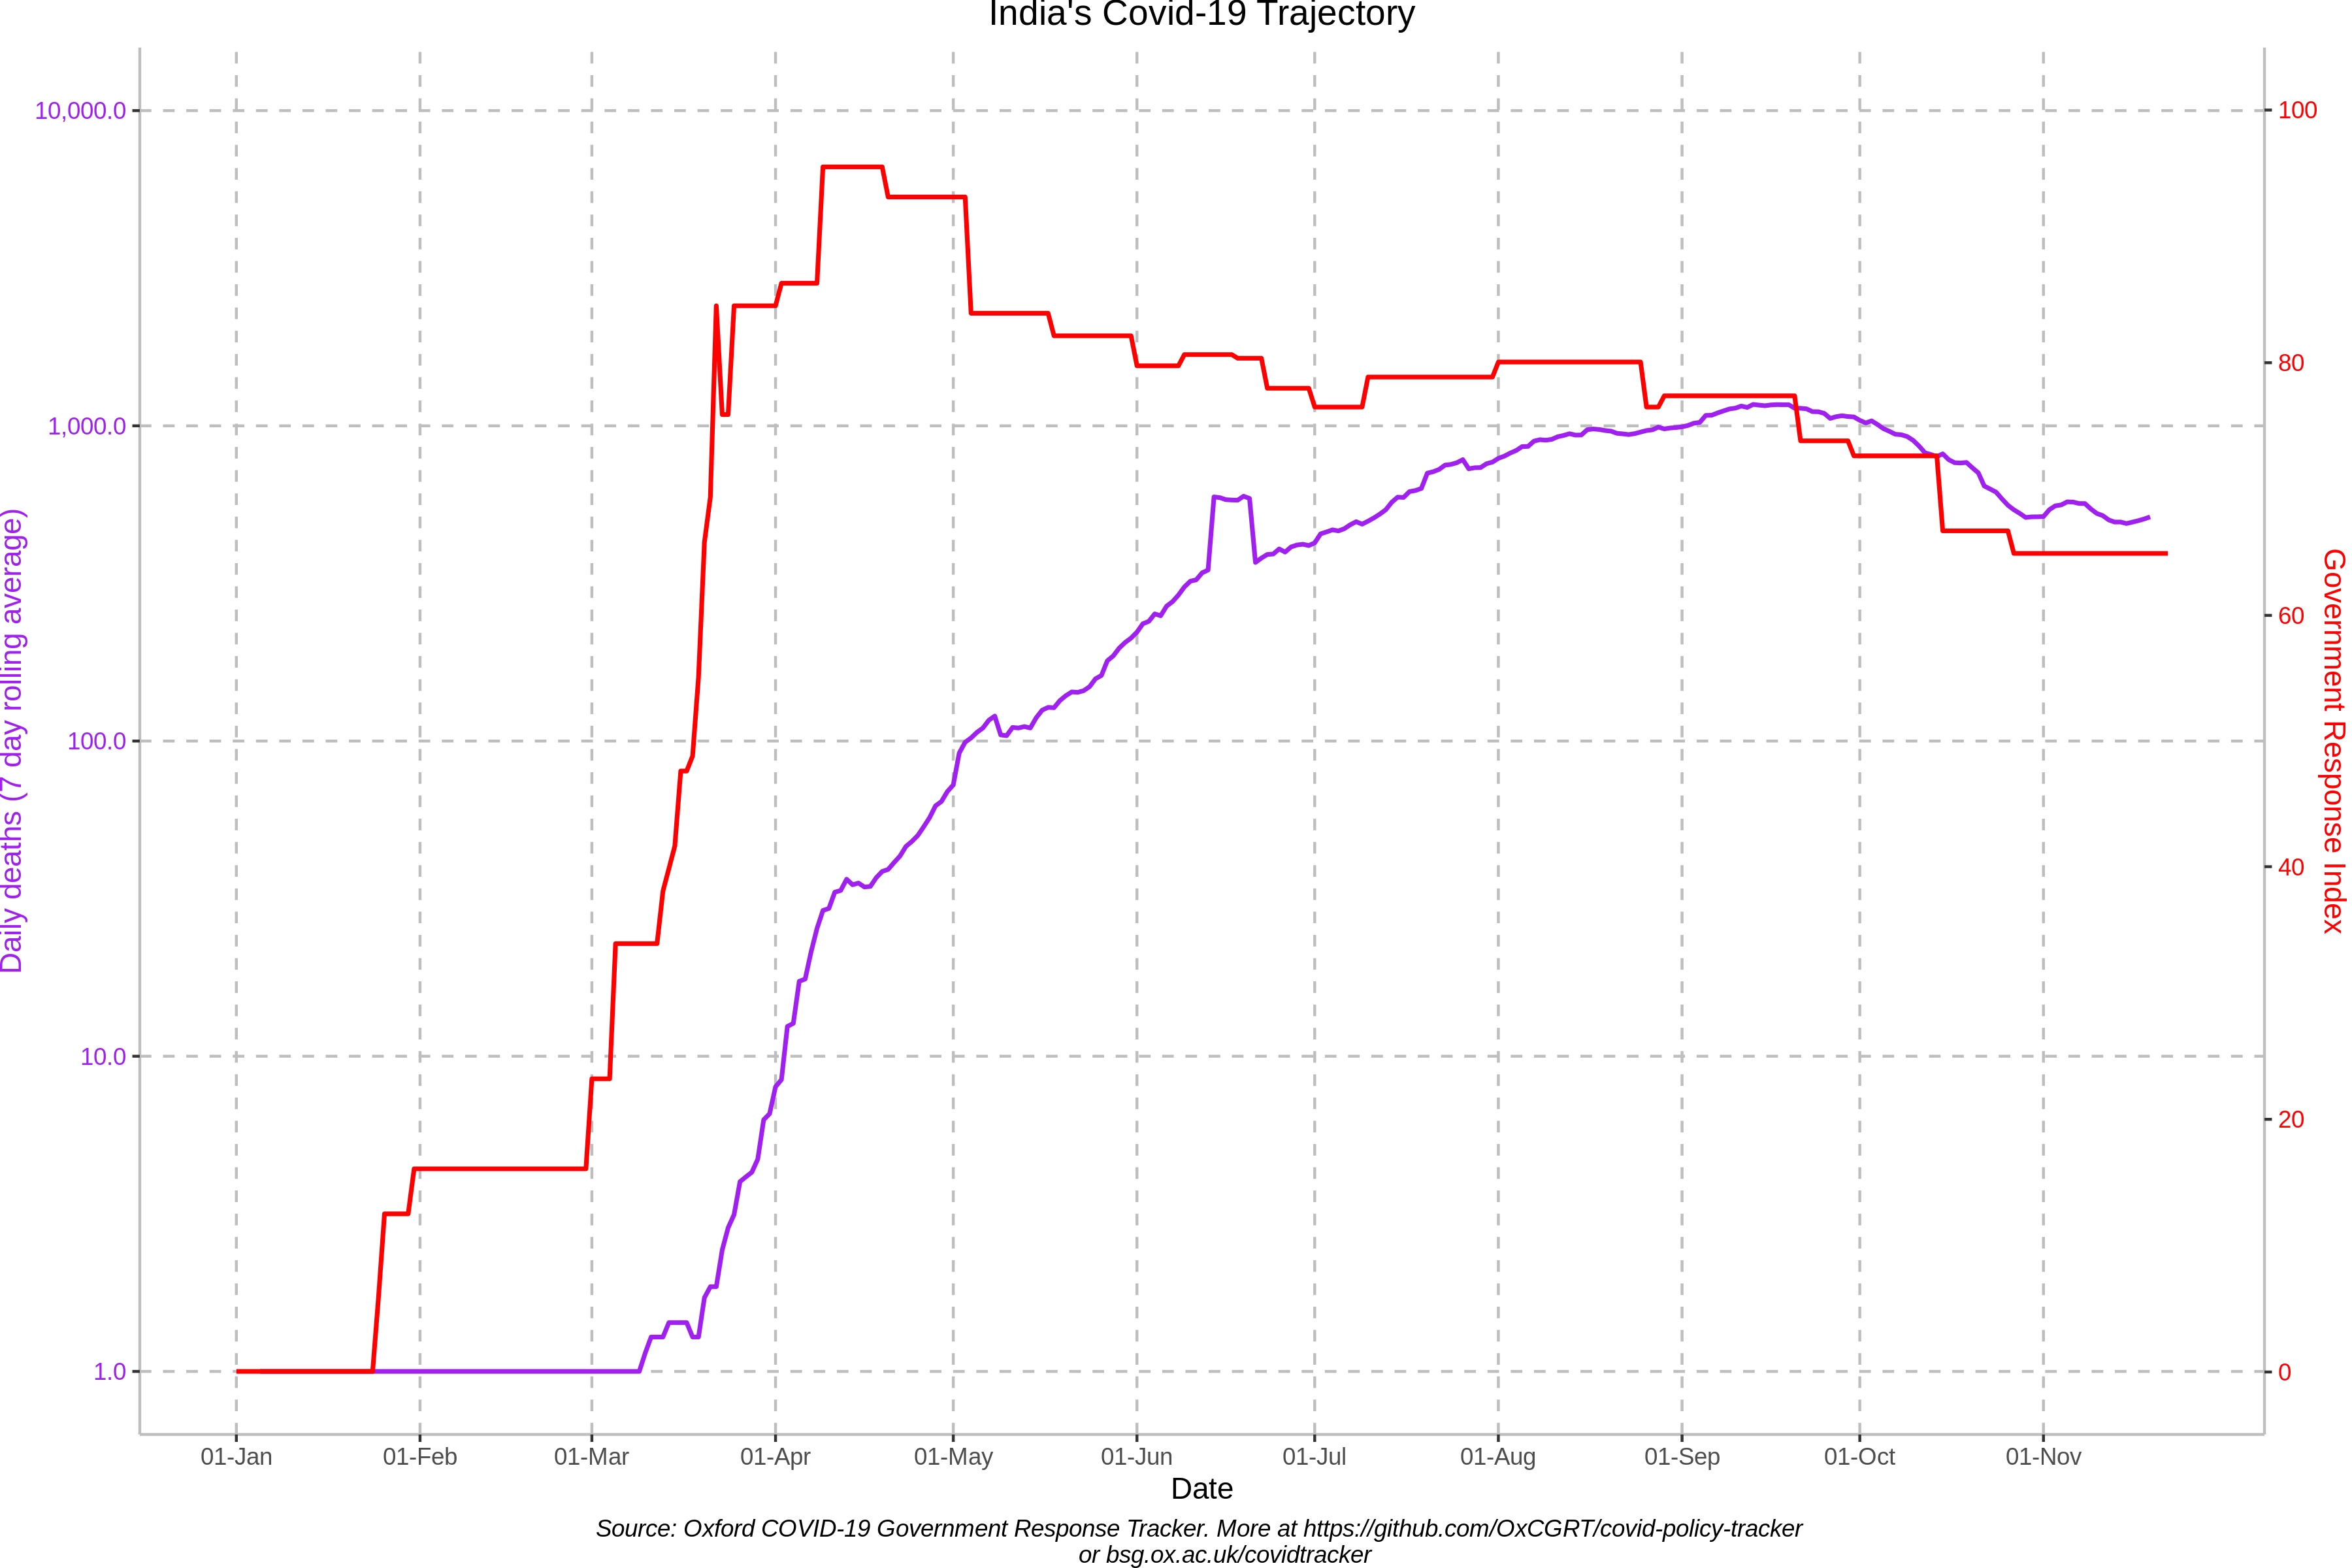 India's Covid-19 Trajectory
10,000.0
1,000.0
100.0
10.0
1.0
Daily deaths (7 day rolling average)
100
80
60
40
20
0
Government Response Index
01-Jan 01-Feb 01-Mar 01-Apr 01-May 01-Jun 01-Jul 01-Aug 01-Sep 01-Oct 01-Nov
Date
Source: Oxford COVID-19 Government Response Tracker. More at https://github.com/OxCGRT/covid-policy-tracker
or bsg.ox.ac.uk/covidtracker